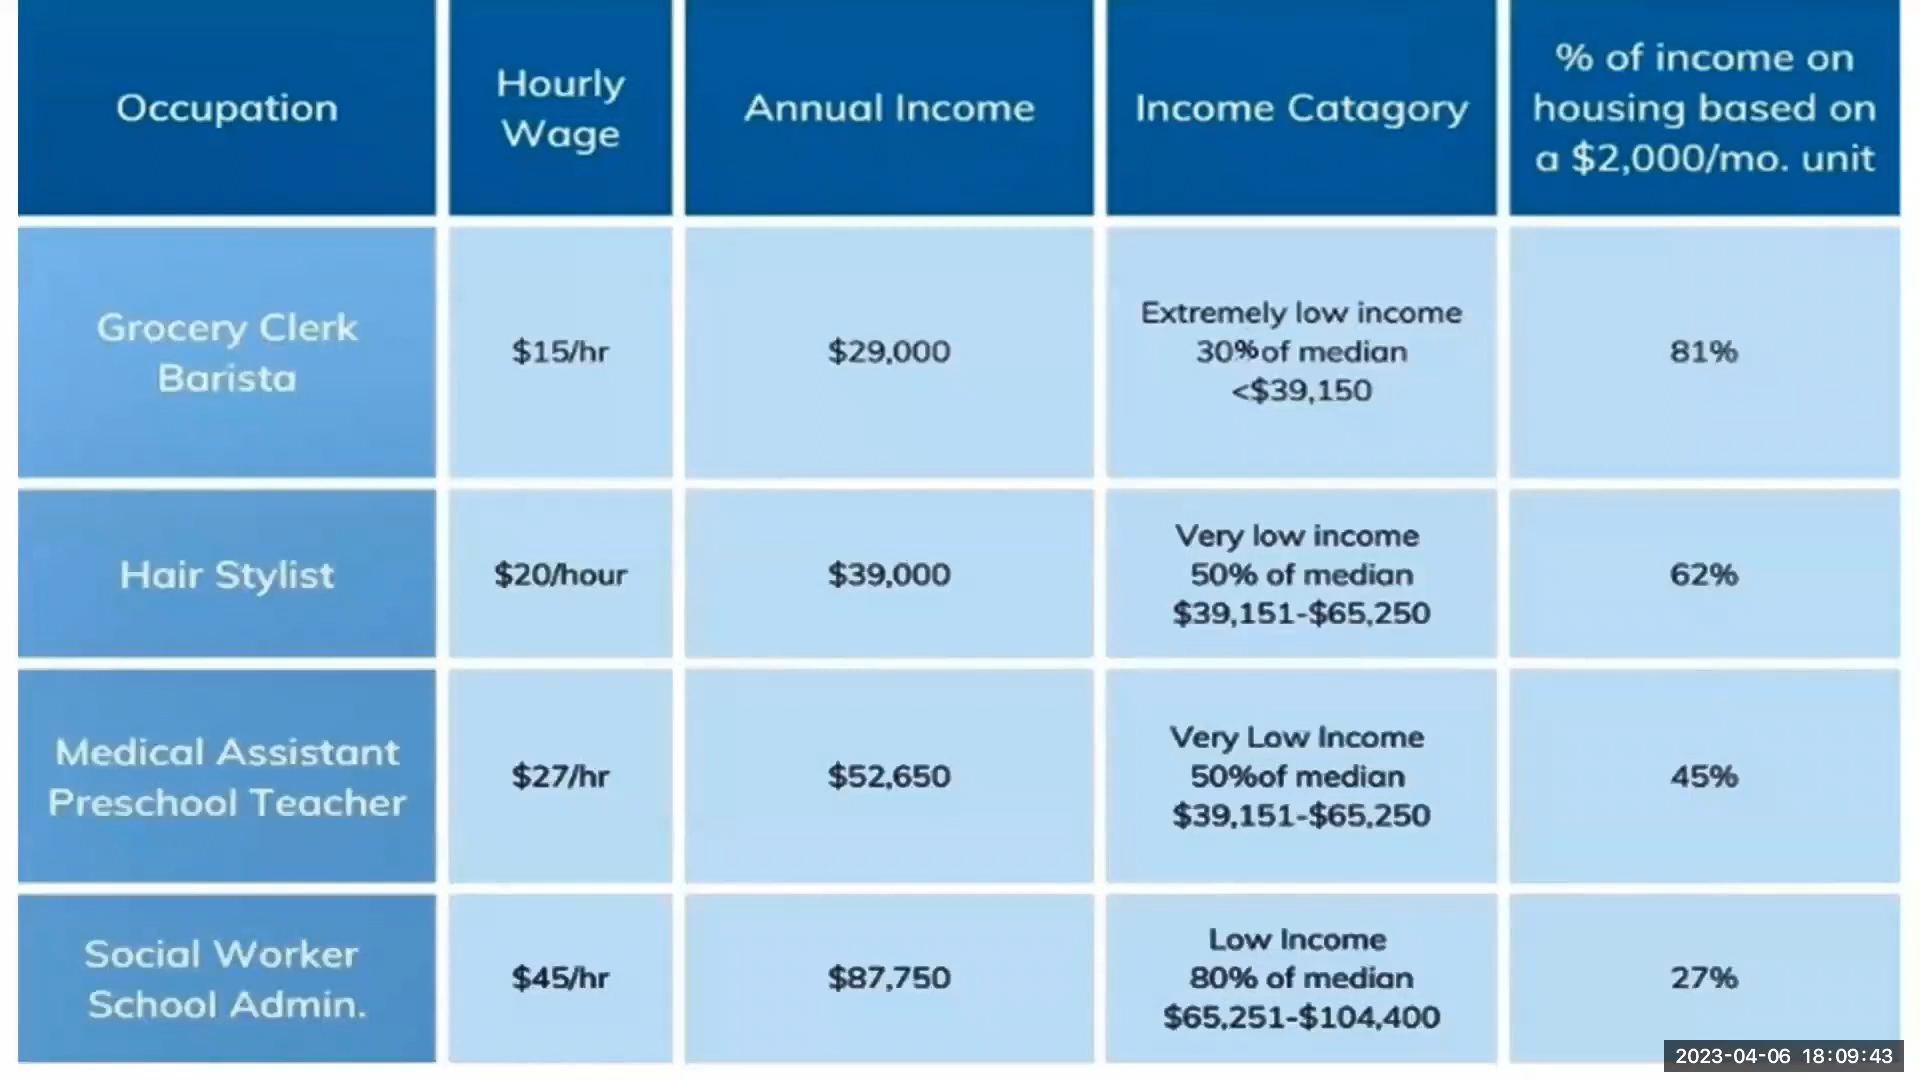 Occupation
Hourly
Wage
Annual Income
Income Catagory
% of income on
housing based on
a $2,000/mo. unit
Grocery Clerk
Barista
$15/hr
$29,000
Extremely low income
30%of median
<$39,150
81%
Hair Stylist
$20/hour
$39,000
Very low income
50% of median
$39,151-$65,250
62%
Medical Assistant
Preschool Teacher
$27/hr
$52,650
Very Low Income
50%of median
$39,151-$65,250
45%
Social Worker
School Admin.
$45/hr
$87,750
Low Income
80% of median
$65,251-$104,400
27%
2023-04-06 18:09:43